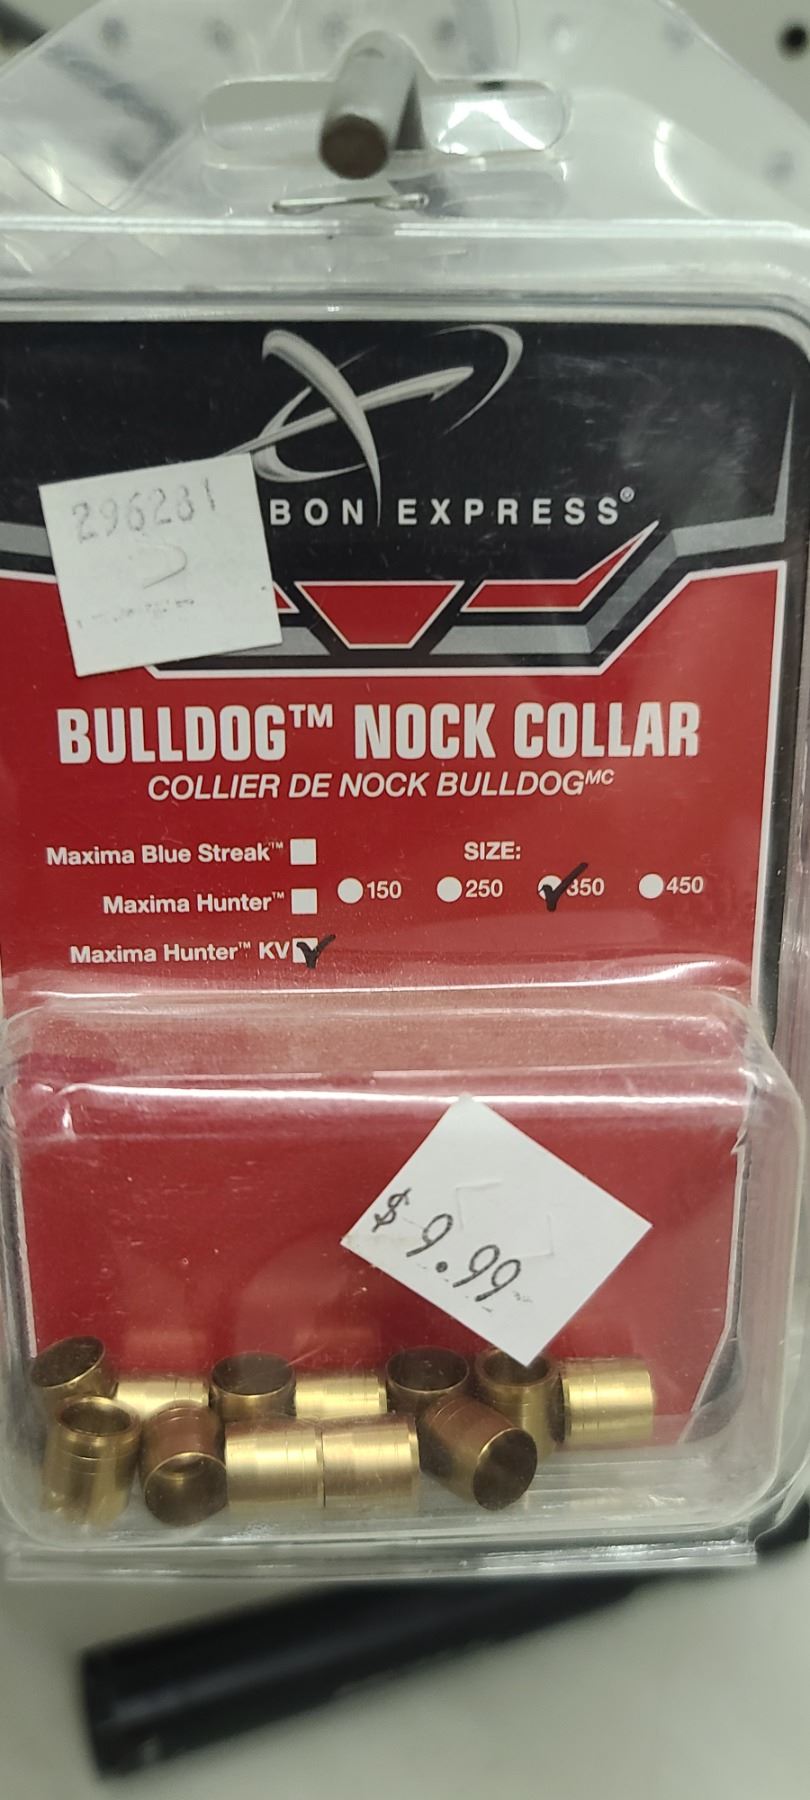 296281
BON EXPRESS®
BULLDOG™ NOCK COLLAR
COLLIER DE NOCK BULLDOGᴹᶜ
Maxima Blue Streak™
Maxima Hunter™
Maxima Hunter™ KV
SIZE:
150 250 350 450
$9.99